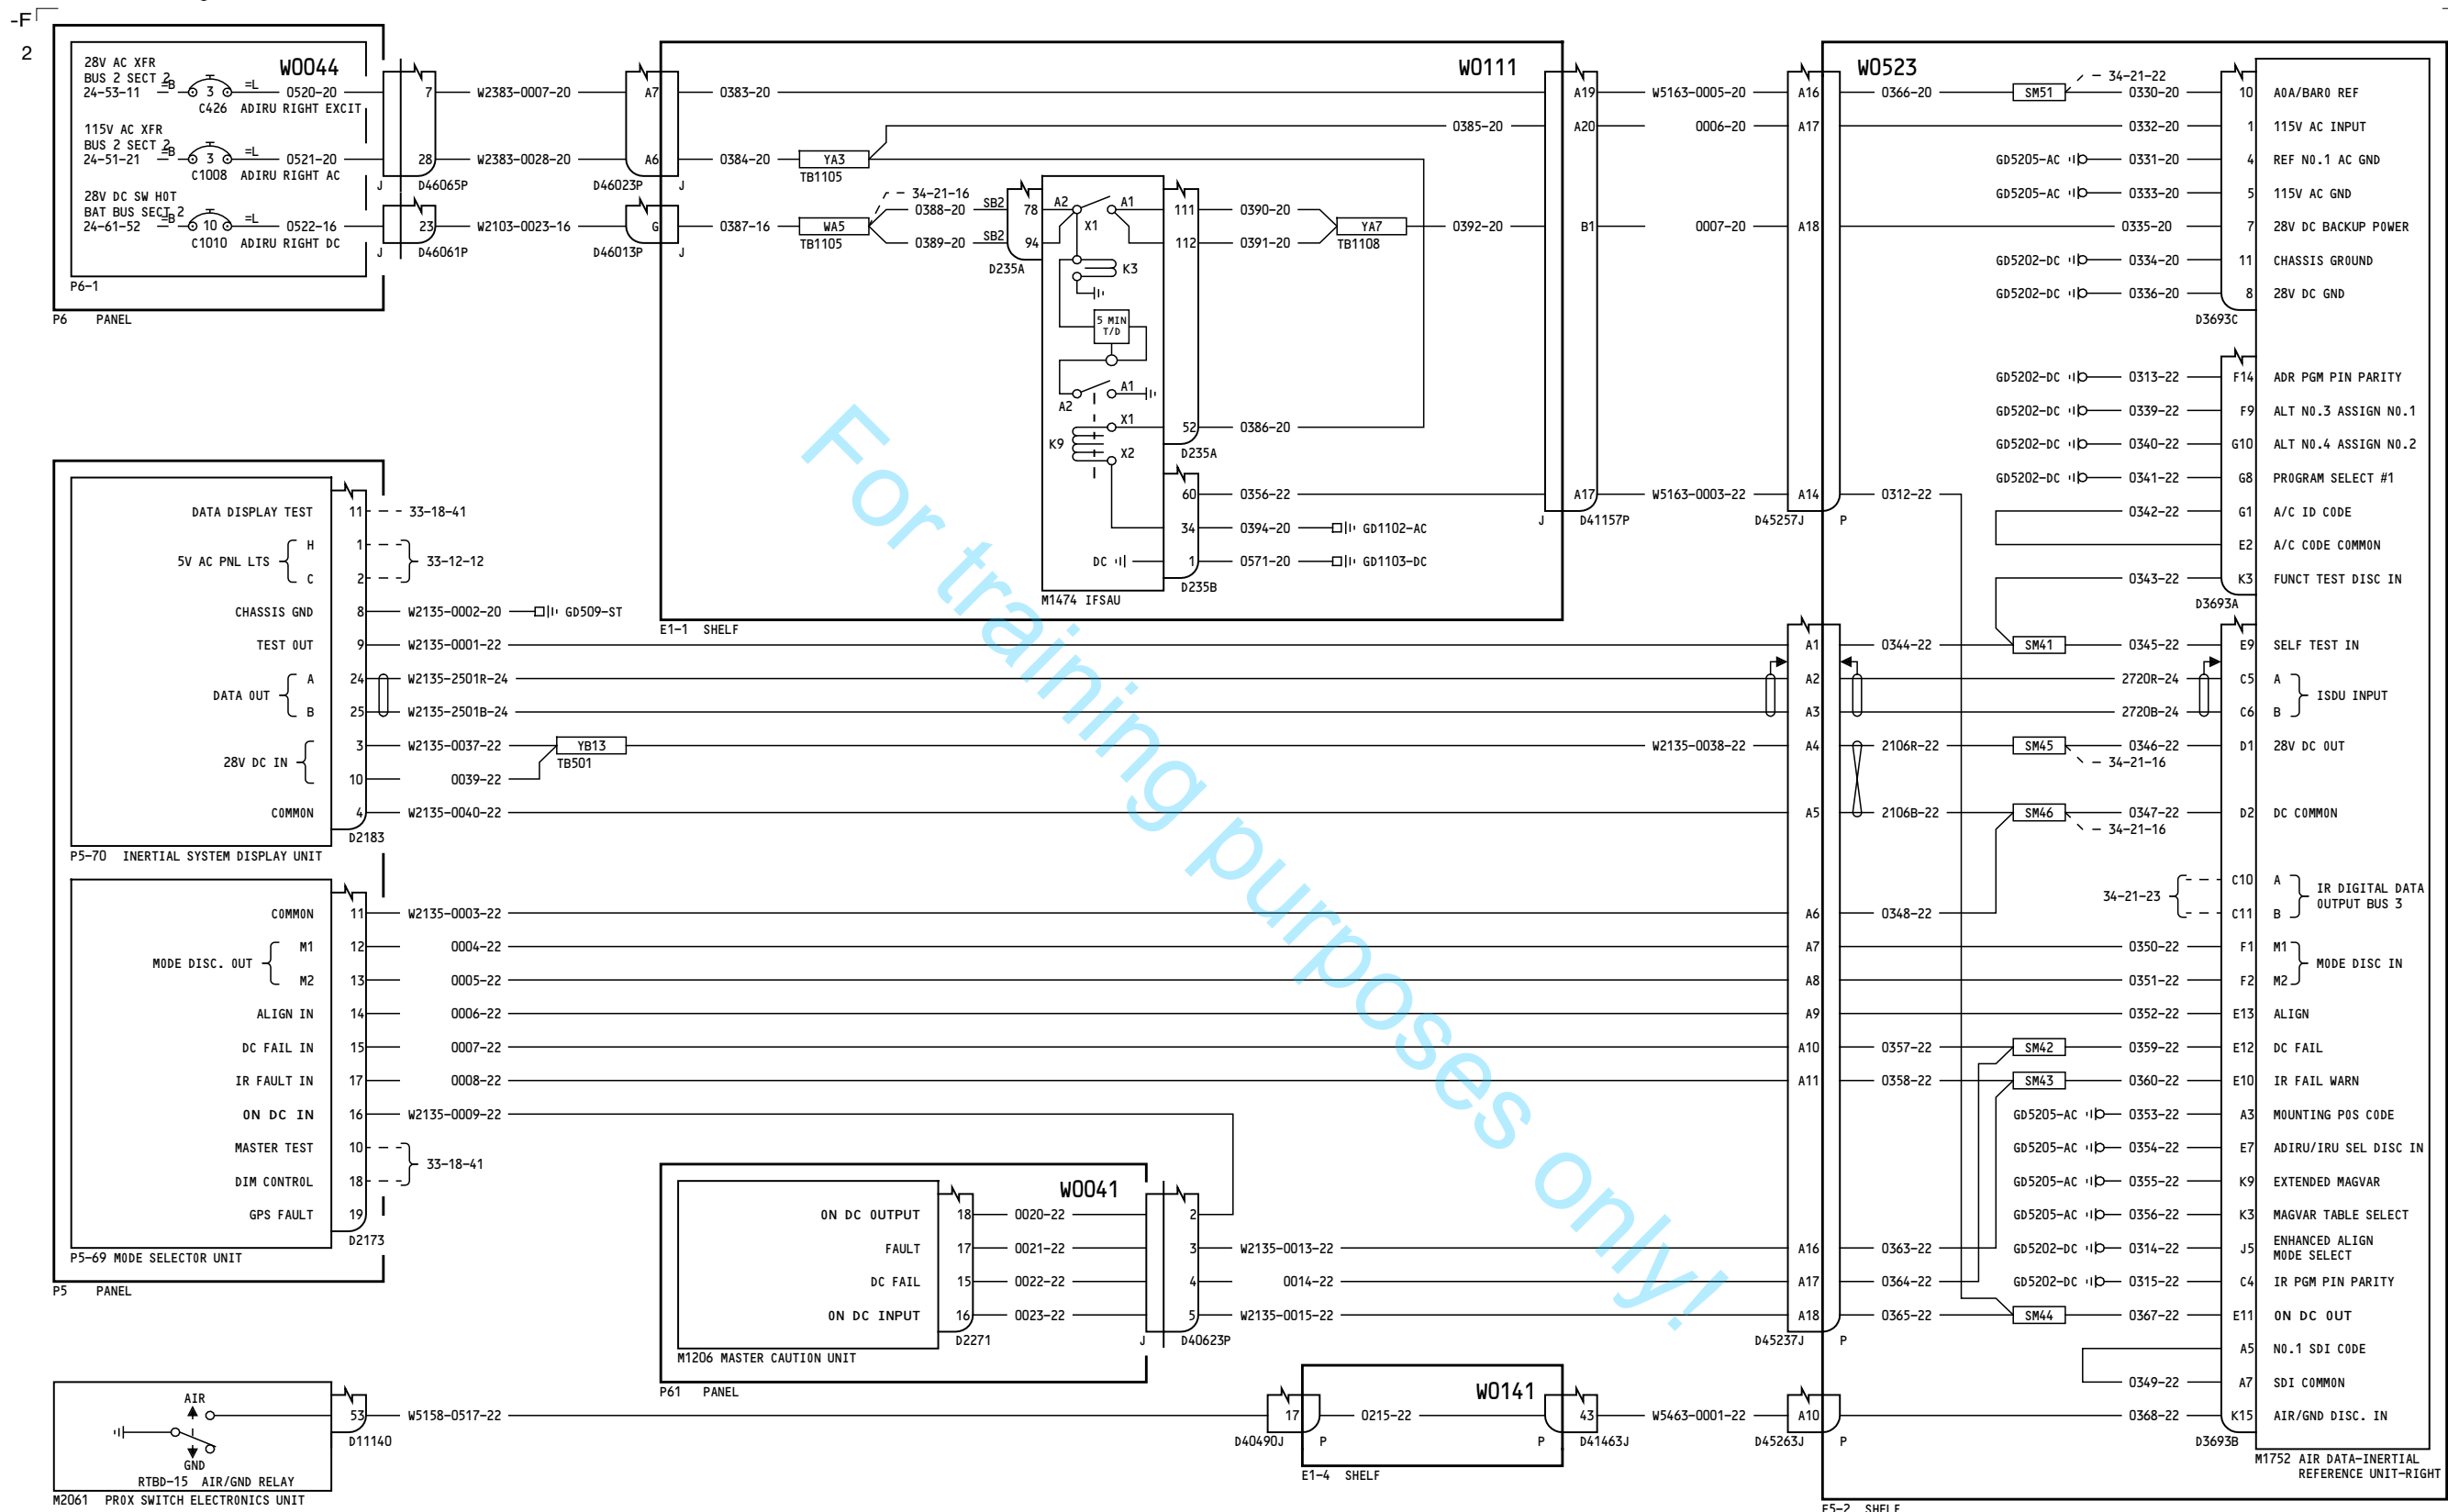 -F
2
28V AC XFR
BUS 2 SECT 2
24-53-11 =B 3 =L 0520-20
C426 ADIRU RIGHT EXCIT
115V AC XFR
BUS 2 SECT 2
24-51-21 =B 3 =L 0521-20
C1008 ADIRU RIGHT AC
28V DC SW HOT
BAT BUS SECT 2
24-61-52 =B 10 =L 0522-16
C1010 ADIRU RIGHT DC
W0044
P6-1
P6 PANEL
7 W2383-0007-20 A7 0383-20
28 W2383-0028-20 A6 0384-20 YA3
J D46065P D46023P J TB1105
23 W2103-0023-16 G 0387-16 WA5
J D46061P D46013P J TB1105
W0111
0385-20
34-21-16
0388-20 SB2 78
0389-20 SB2 94
D235A
A2 A1
X1
K3
5 MIN
T/D
A1
A2
X1
K9
X2
DC
M1474 IFSAU
111 0390-20
112 0391-20
YA7 0392-20
TB1108
52 0386-20
D235A
60 0356-22
34 0394-20 GD1102-AC
1 0571-20 GD1103-DC
D235B
E1-1 SHELF
A19 W5163-0005-20 A16
A20 0006-20 A17
B1 0007-20 A18
A17 W5163-0003-22 A14
J D41157P D45257J P
W0523
0366-20 SM51 34-21-22
0330-20 10 AOA/BARO REF
0332-20 1 115V AC INPUT
GD5205-AC 0331-20 4 REF NO.1 AC GND
GD5205-AC 0333-20 5 115V AC GND
0335-20 7 28V DC BACKUP POWER
GD5202-DC 0334-20 11 CHASSIS GROUND
GD5202-DC 0336-20 8 28V DC GND
D3693C
GD5202-DC 0313-22 F14 ADR PGM PIN PARITY
GD5202-DC 0339-22 F9 ALT NO.3 ASSIGN NO.1
GD5202-DC 0340-22 G10 ALT NO.4 ASSIGN NO.2
GD5202-DC 0341-22 G8 PROGRAM SELECT #1
0312-22
0342-22 G1 A/C ID CODE
E2 A/C CODE COMMON
0343-22 K3 FUNCT TEST DISC IN
D3693A
DATA DISPLAY TEST 11 33-18-41
5V AC PNL LTS H 1
C 2
33-12-12
CHASSIS GND 8 W2135-0002-20 GD509-ST
TEST OUT 9 W2135-0001-22 A1 0344-22 SM41 0345-22 E9 SELF TEST IN
DATA OUT
A 24 W2135-2501R-24 A2 2720R-24 C5 A
B 25 W2135-2501B-24 A3 2720B-24 C6 B
ISDU INPUT
28V DC IN
3 W2135-0037-22 YB13 W2135-0038-22 A4 2106R-22 SM45 0346-22 D1 28V DC OUT
TB501 34-21-16
10 0039-22
COMMON 4 W2135-0040-22 A5 2106B-22 SM46 0347-22 D2 DC COMMON
34-21-16
D2183
P5-70 INERTIAL SYSTEM DISPLAY UNIT
34-21-23 C10 A
C11 B
IR DIGITAL DATA
OUTPUT BUS 3
COMMON 11 W2135-0003-22 A6 0348-22
MODE DISC. OUT
M1 12 0004-22 A7 0350-22 F1 M1
M2 13 0005-22 A8 0351-22 F2 M2
MODE DISC IN
ALIGN IN 14 0006-22 A9 0352-22 E13 ALIGN
DC FAIL IN 15 0007-22 A10 0357-22 SM42 0359-22 E12 DC FAIL
IR FAULT IN 17 0008-22 A11 0358-22 SM43 0360-22 E10 IR FAIL WARN
ON DC IN 16 W2135-0009-22
GD5205-AC 0353-22 A3 MOUNTING POS CODE
MASTER TEST 10
33-18-41
GD5205-AC 0354-22 E7 ADIRU/IRU SEL DISC IN
DIM CONTROL 18
GD5205-AC 0355-22 K9 EXTENDED MAGVAR
GPS FAULT 19
D2173
P5-69 MODE SELECTOR UNIT
P5 PANEL
W0041
ON DC OUTPUT 18 0020-22 2
GD5205-AC 0356-22 K3 MAGVAR TABLE SELECT
FAULT 17 0021-22 3 W2135-0013-22 A16 0363-22
GD5202-DC 0314-22 J5 ENHANCED ALIGN
MODE SELECT
DC FAIL 15 0022-22 4 0014-22 A17 0364-22
GD5202-DC 0315-22 C4 IR PGM PIN PARITY
ON DC INPUT 16 0023-22 5 W2135-0015-22 A18 0365-22 SM44 0367-22 E11 ON DC OUT
D2271 J D40623P D45237J P
M1206 MASTER CAUTION UNIT
P61 PANEL
A5 NO.1 SDI CODE
0349-22 A7 SDI COMMON
AIR
GND
RTBD-15 AIR/GND RELAY
M2061 PROX SWITCH ELECTRONICS UNIT
53 W5158-0517-22 17 0215-22 43 W5463-0001-22 A10 0368-22 K15 AIR/GND DISC. IN
D11140 D40490J P P D41463J D45263J P D3693B
W0141
E1-4 SHELF
M1752 AIR DATA-INERTIAL
REFERENCE UNIT-RIGHT
E5-2 SHELF
For training purposes only!